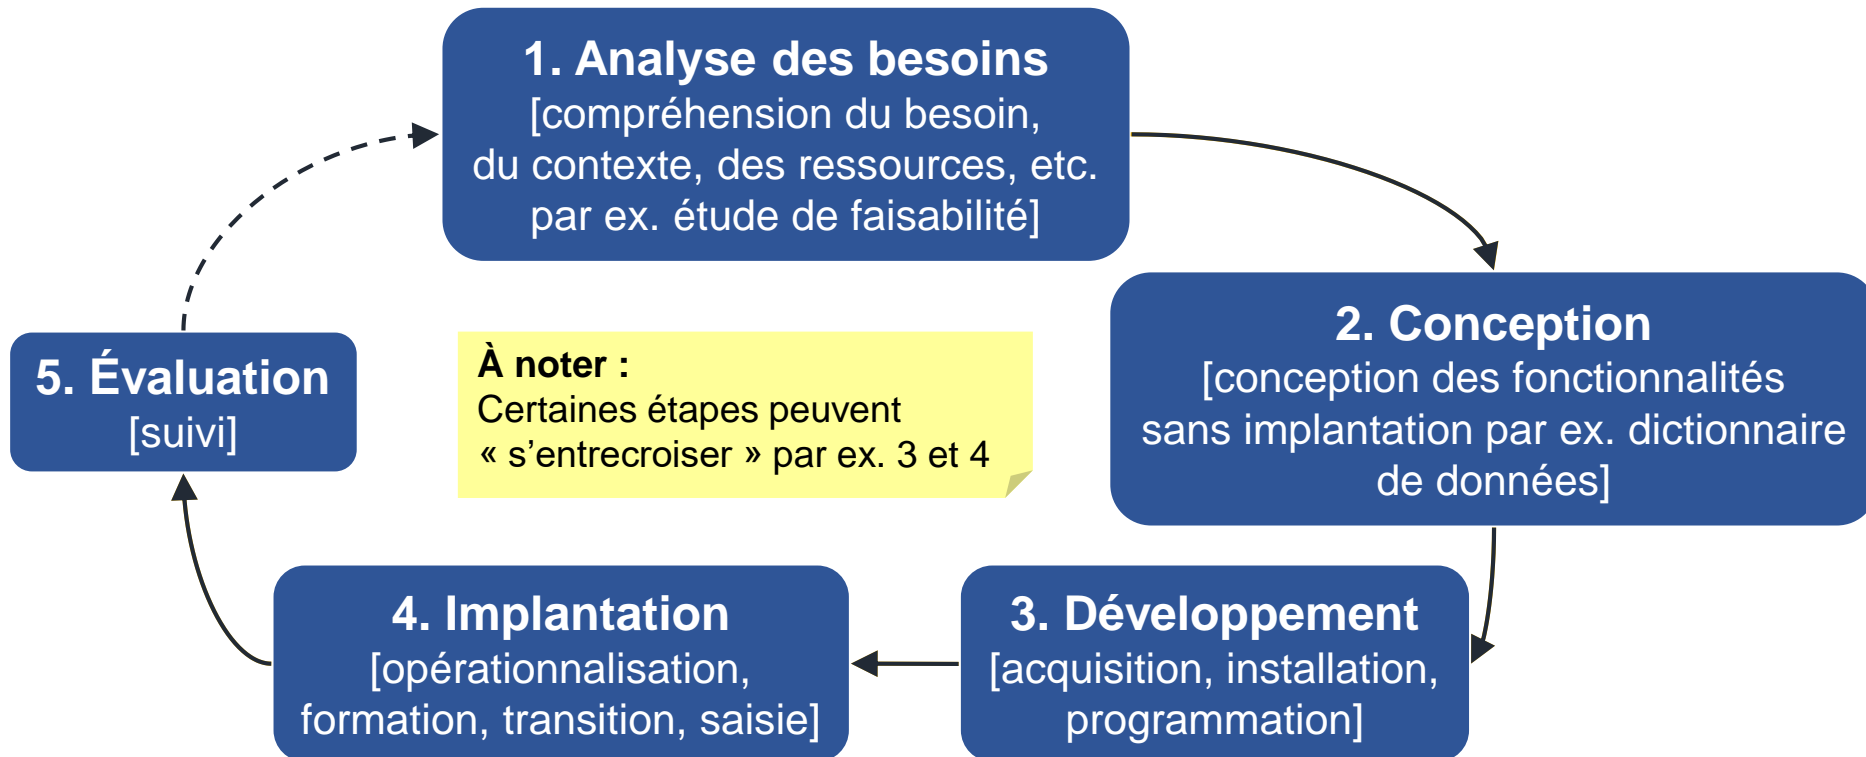 1. Analyse des besoins
[compréhension du besoin,
du contexte, des ressources, etc.
par ex. étude de faisabilité]
2. Conception
[conception des fonctionnalités
sans implantation par ex. dictionnaire
de données]
3. Développement
[acquisition, installation,
programmation]
4. Implantation
[opérationnalisation,
formation, transition, saisie]
5. Évaluation
[suivi]
À noter :
Certaines étapes peuvent
« s’entrecroiser » par ex. 3 et 4